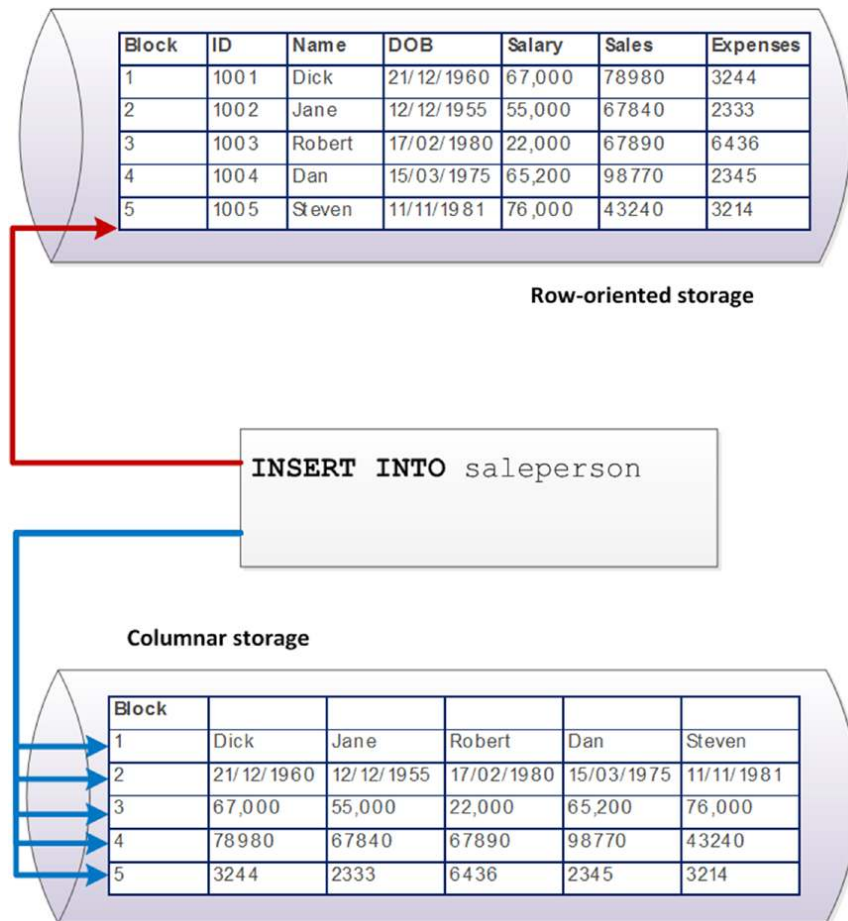 Block ID Name DOB Salary Sales Expenses
1 1001 Dick 21/12/1960 67,000 78980 3244
2 1002 Jane 12/12/1955 55,000 67840 2333
3 1003 Robert 17/02/1980 22,000 67890 6436
4 1004 Dan 15/03/1975 65,200 98770 2345
5 1005 Steven 11/11/1981 76,000 43240 3214
Row-oriented storage
INSERT INTO saleperson
Columnar storage
Block
1 Dick Jane Robert Dan Steven
2 21/12/1960 12/12/1955 17/02/1980 15/03/1975 11/11/1981
3 67,000 55,000 22,000 65,200 76,000
4 78980 67840 67890 98770 43240
5 3244 2333 6436 2345 3214